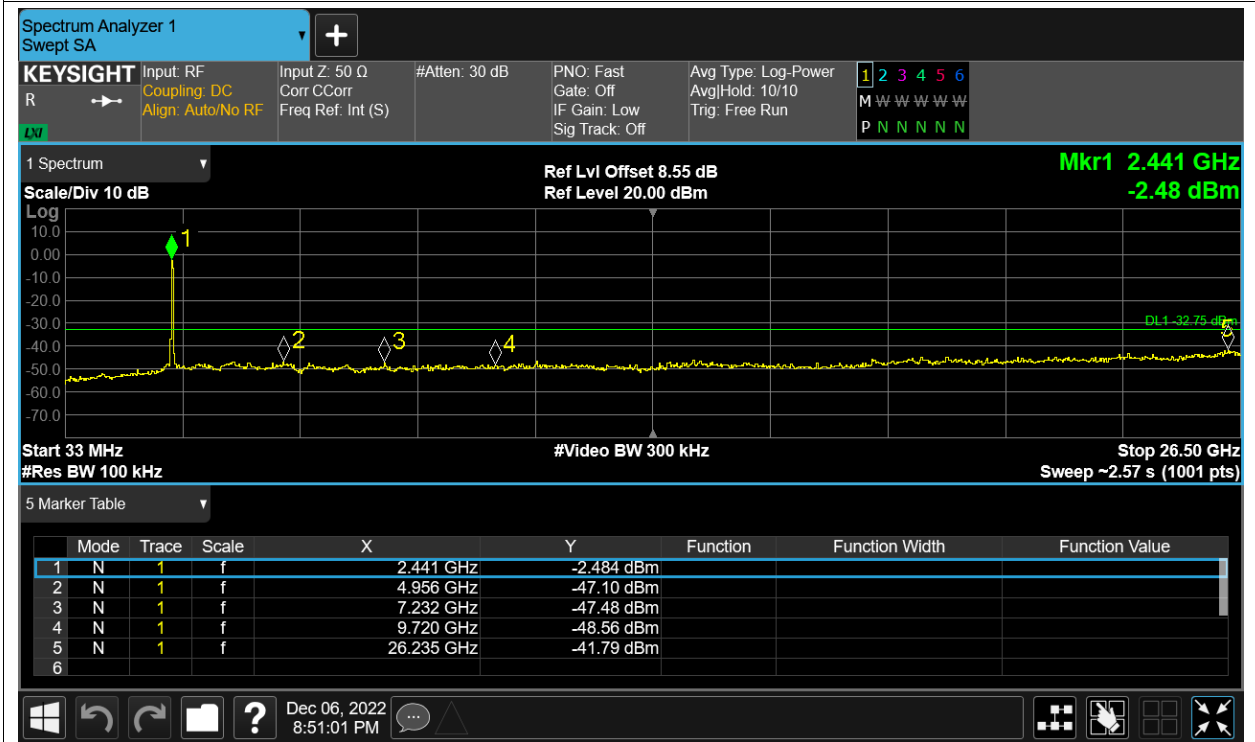 Spectrum Analyzer 1
Swept SA
+
KEYSIGHT
R
LXI
Input: RF
Coupling: DC
Align: Auto/No RF
Input Z: 50 Ω
Corr CCorr
Freq Ref: Int (S)
#Atten: 30 dB
PNO: Fast
Gate: Off
IF Gain: Low
Sig Track: Off
Avg Type: Log-Power
Avg|Hold: 10/10
Trig: Free Run
1 2 3 4 5 6
M W W W W W
P N N N N N
1 Spectrum
Scale/Div 10 dB
Ref Lvl Offset 8.55 dB
Ref Level 20.00 dBm
Mkr1 2.441 GHz
-2.48 dBm
Log
10.0
0.00
-10.0
-20.0
-30.0
-40.0
-50.0
-60.0
-70.0
1
2
3
4
5
DL1 -32.75 dBm
Start 33 MHz
#Res BW 100 kHz
#Video BW 300 kHz
Stop 26.50 GHz
Sweep ~2.57 s (1001 pts)
5 Marker Table
Mode Trace Scale X Y Function Function Width Function Value
1 N 1 f 2.441 GHz -2.484 dBm
2 N 1 f 4.956 GHz -47.10 dBm
3 N 1 f 7.232 GHz -47.48 dBm
4 N 1 f 9.720 GHz -48.56 dBm
5 N 1 f 26.235 GHz -41.79 dBm
6
?
Dec 06, 2022
8:51:01 PM